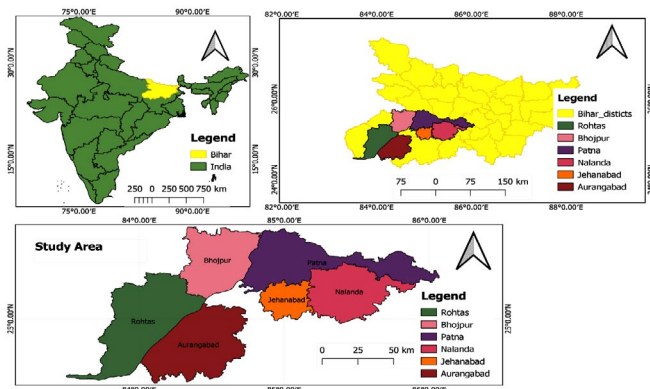 75°0.00'E 90°0.00'E
30°0.00'N
15°0.00'N
Legend
Bihar
India
250 0 250 500 750 km
75°0.00'E 90°0.00'E
82°0.00'E 84°0.00'E 86°0.00'E 88°0.00'E
26°0.00'N
24°0.00'N
Legend
Bihar_disticts
Rohtas
Bhojpur
Patna
Nalanda
Jehanabad
Aurangabad
75 0 75 150 km
82°0.00'E 84°0.00'E 86°0.00'E 88°0.00'E
84°0.00'E 85°0.00'E 86°0.00'E
Study Area
Bhojpur
Patna
Jehanabad
Nalanda
Rohtas
Aurangabad
25°0.00'N
Legend
Rohtas
Bhojpur
Patna
Nalanda
Jehanabad
Aurangabad
0 25 50 km